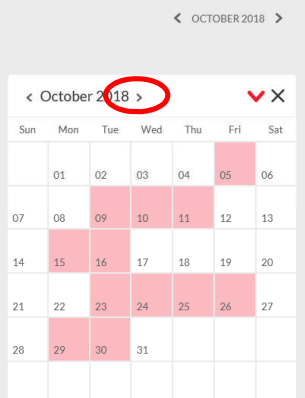 < OCTOBER 2018 >
< October 2018 >
Sun Mon Tue Wed Thu Fri Sat
01 02 03 04 05 06
07 08 09 10 11 12 13
14 15 16 17 18 19 20
21 22 23 24 25 26 27
28 29 30 31